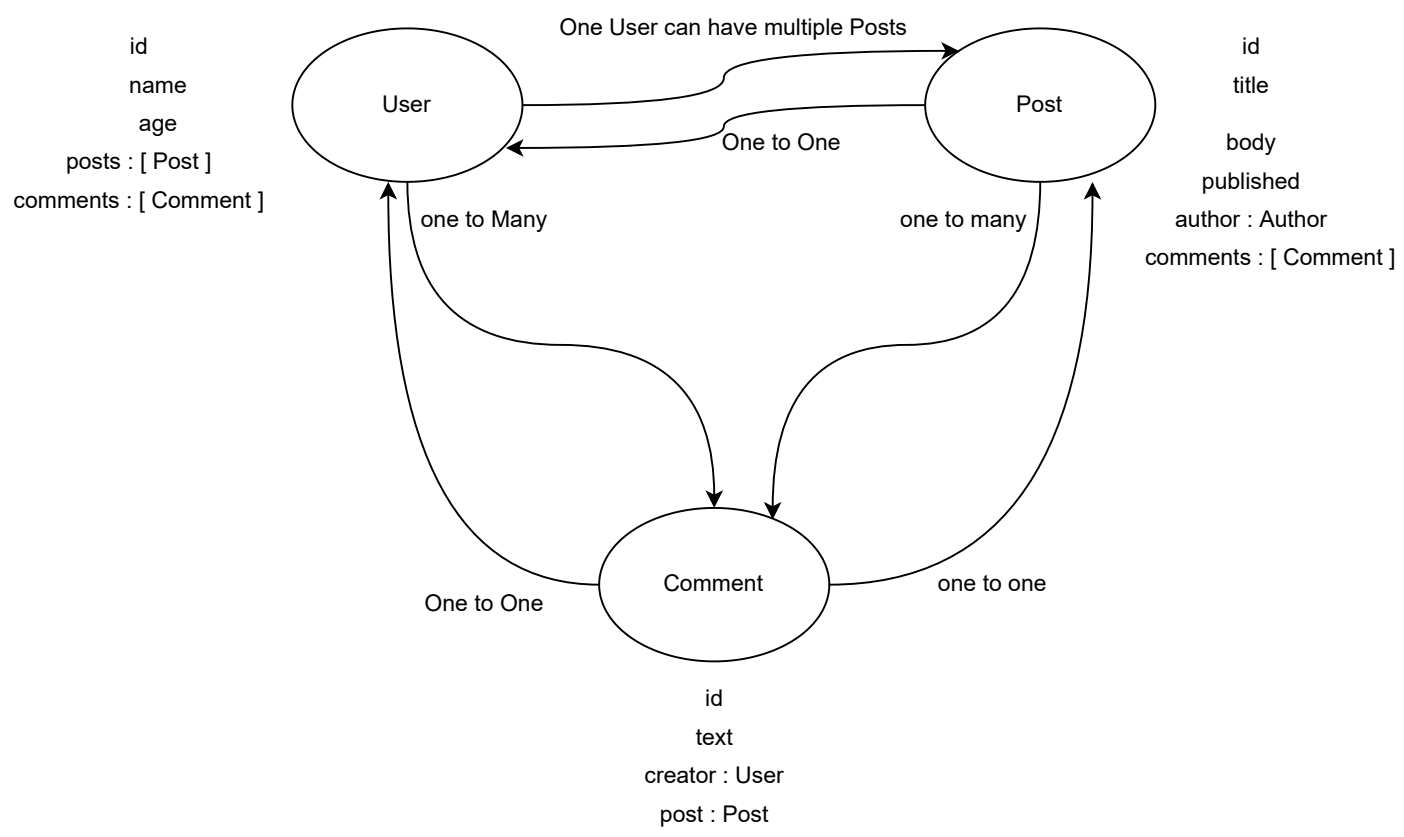 One User can have multiple Posts
id
name
age
posts : [ Post ]
comments : [ Comment ]
User
Post
One to One
id
title
body
published
author : Author
comments : [ Comment ]
one to Many
one to many
Comment
One to One
one to one
id
text
creator : User
post : Post